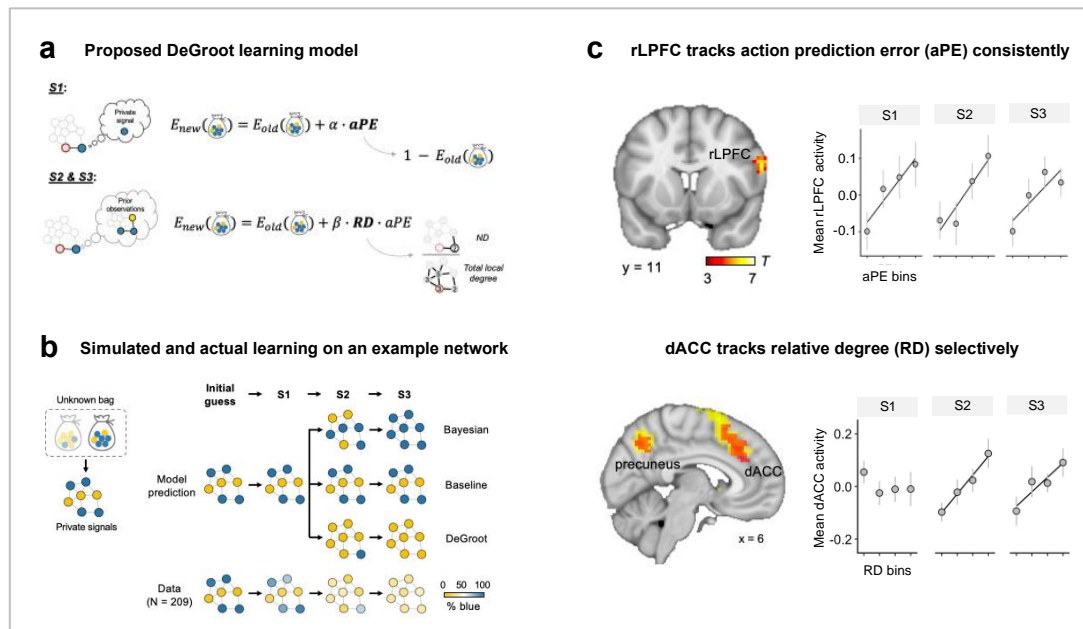 a Proposed DeGroot learning model
S1:
Private
signal
E_new( ) = E_old( ) + α · aPE
1 − E_old( )
S2 & S3:
Prior
observations
E_new( ) = E_old( ) + β · RD · aPE
ND
2
Total local
degree
3
2
b Simulated and actual learning on an example network
Initial
guess → S1 → S2 → S3
Unknown bag
Bayesian
Model
prediction
Baseline
Private signals
DeGroot
Data
(N = 209)
0 50 100
% blue
c rLPFC tracks action prediction error (aPE) consistently
S1 S2 S3
rLPFC
Mean rLPFC activity
0.1
0.0
-0.1
y = 11
T
3 7
aPE bins
dACC tracks relative degree (RD) selectively
S1 S2 S3
precuneus
dACC
Mean dACC activity
0.2
0.0
-0.2
x = 6
RD bins